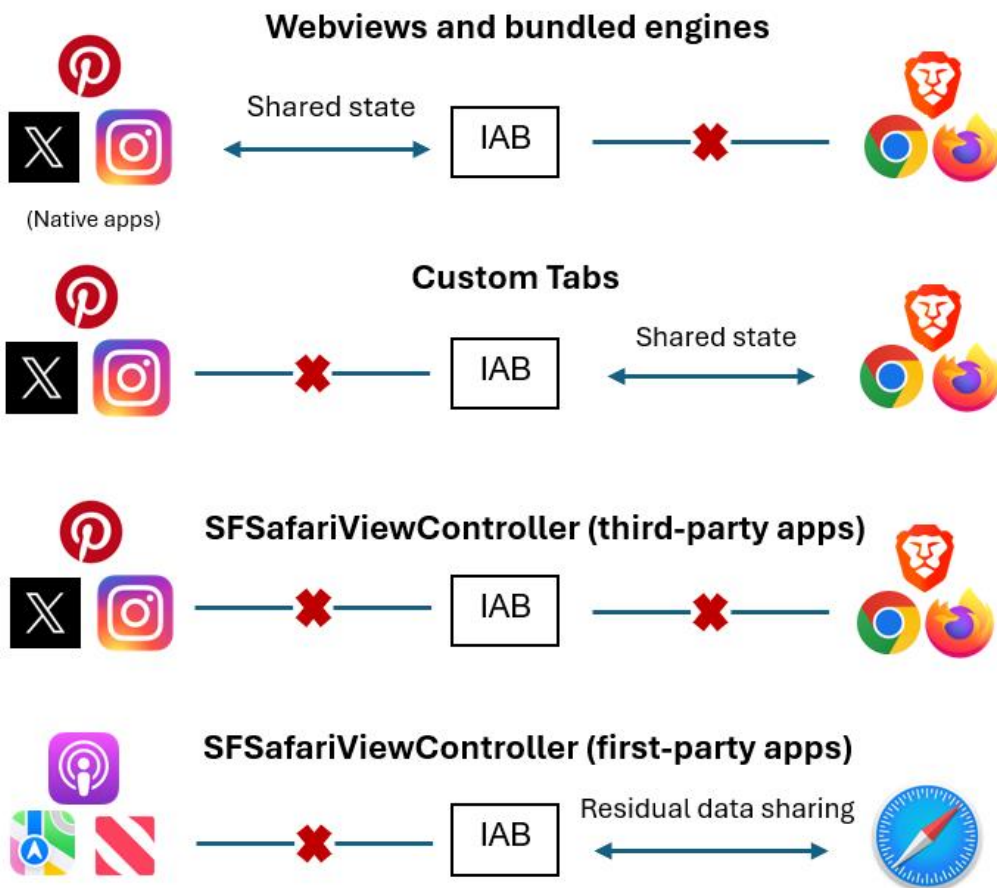 Webviews and bundled engines
Shared state
IAB
(Native apps)
Custom Tabs
IAB
Shared state
SFSafariViewController (third-party apps)
IAB
SFSafariViewController (first-party apps)
IAB
Residual data sharing